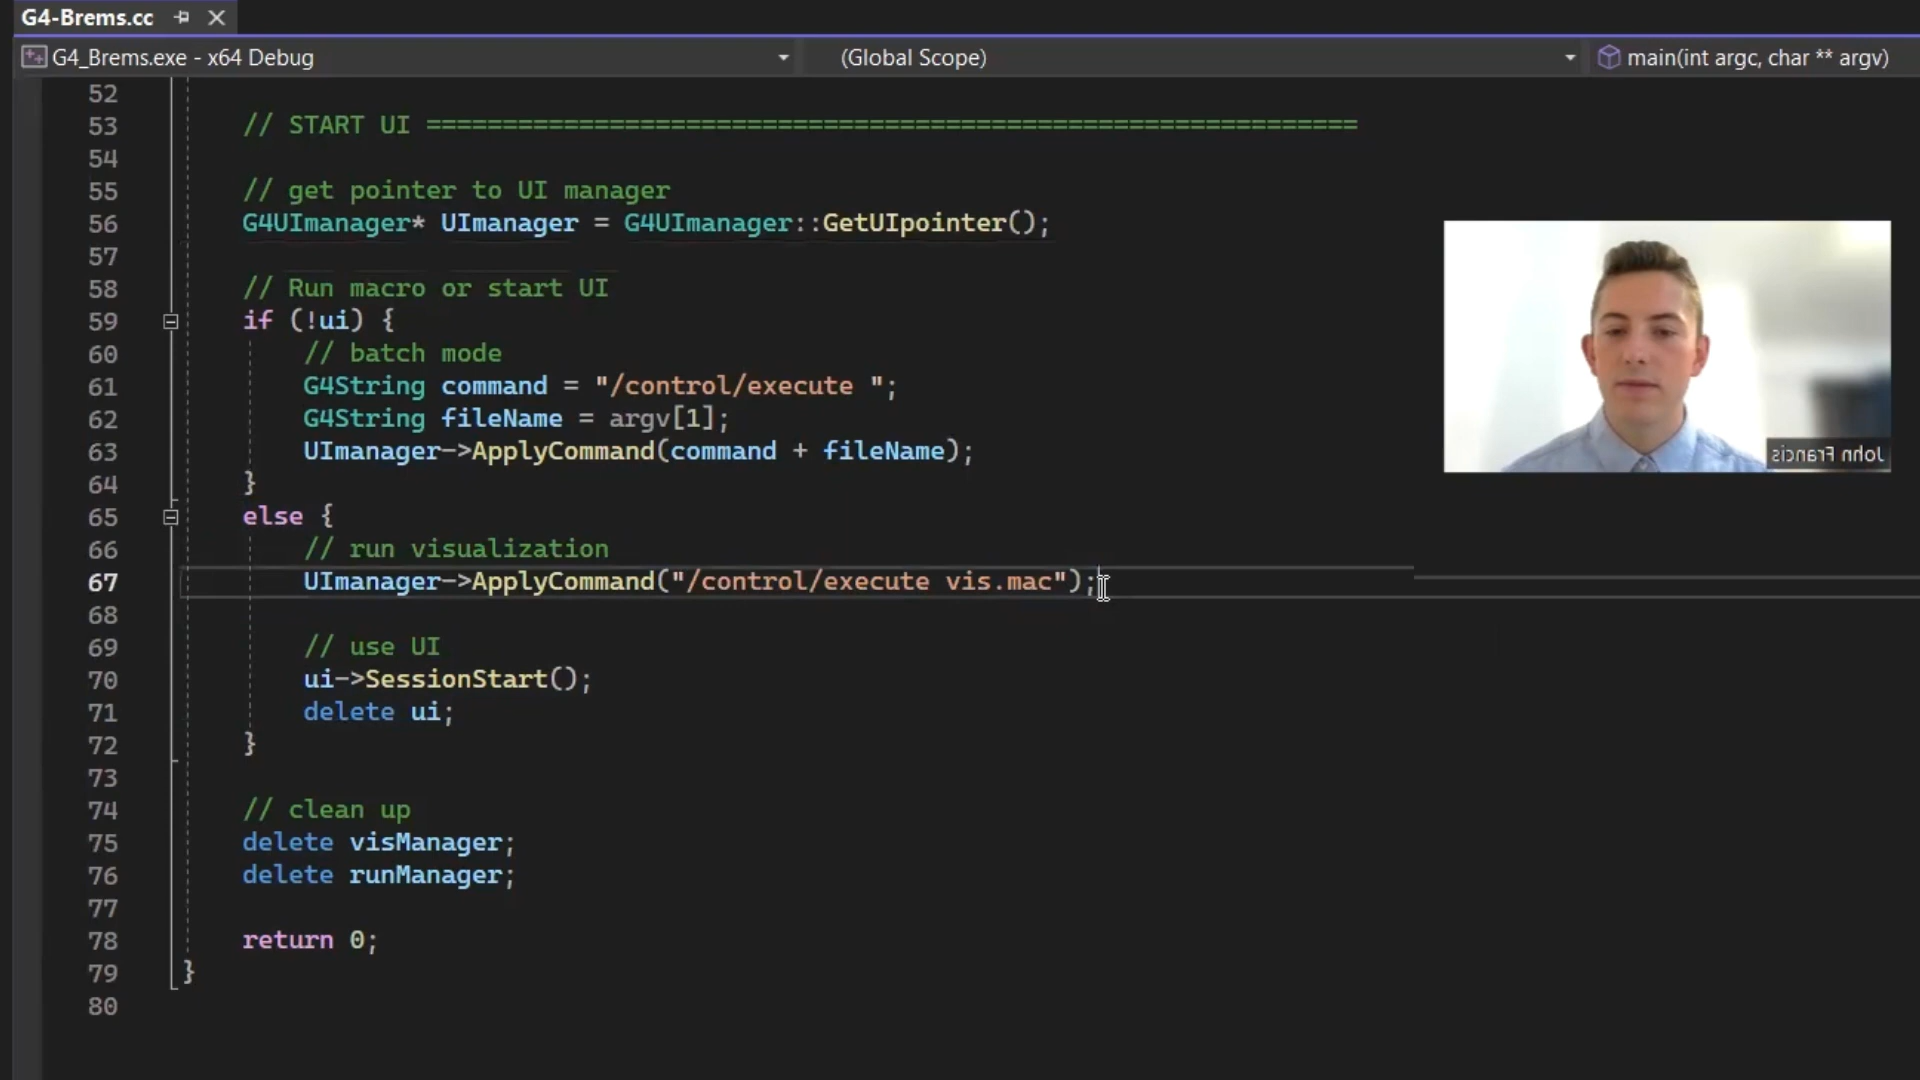 G4-Brems.cc
G4_Brems.exe - x64 Debug
(Global Scope)
main(int argc, char ** argv)
52
53 // START UI =============================================================
54
55 // get pointer to UI manager
56 G4UImanager* UImanager = G4UImanager::GetUIpointer();
57
58 // Run macro or start UI
59 if (!ui) {
60 // batch mode
61 G4String command = "/control/execute ";
62 G4String fileName = argv[1];
63 UImanager->ApplyCommand(command + fileName);
64 }
65 else {
66 // run visualization
67 UImanager->ApplyCommand("/control/execute vis.mac");
68
69 // use UI
70 ui->SessionStart();
71 delete ui;
72 }
73
74 // clean up
75 delete visManager;
76 delete runManager;
77
78 return 0;
79 }
80
John Francis